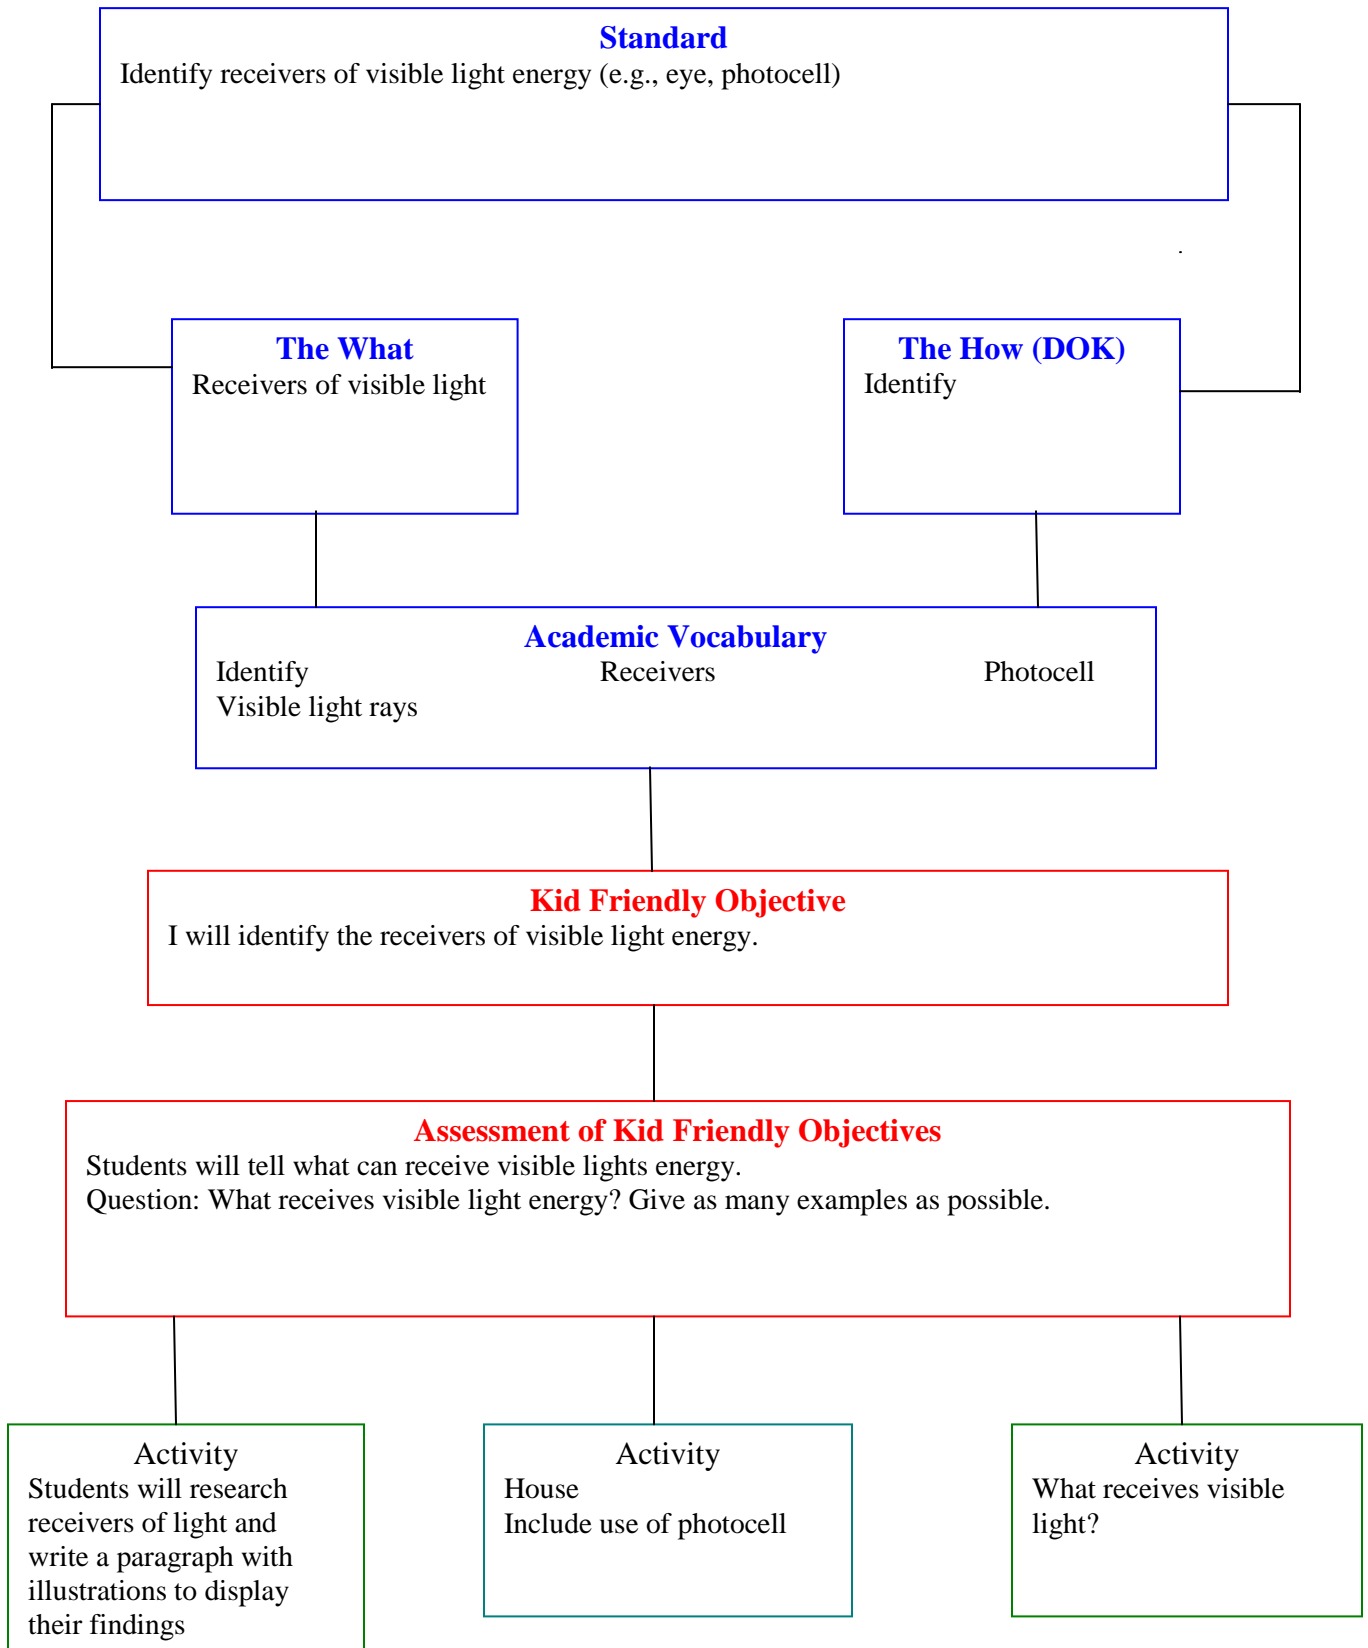 Standard
Identify receivers of visible light energy (e.g., eye, photocell)
The What
Receivers of visible light
The How (DOK)
Identify
Academic Vocabulary
Identify Receivers Photocell
Visible light rays
Kid Friendly Objective
I will identify the receivers of visible light energy.
Assessment of Kid Friendly Objectives
Students will tell what can receive visible lights energy.
Question: What receives visible light energy? Give as many examples as possible.
Activity
Students will research
receivers of light and
write a paragraph with
illustrations to display
their findings
Activity
House
Include use of photocell
Activity
What receives visible
light?